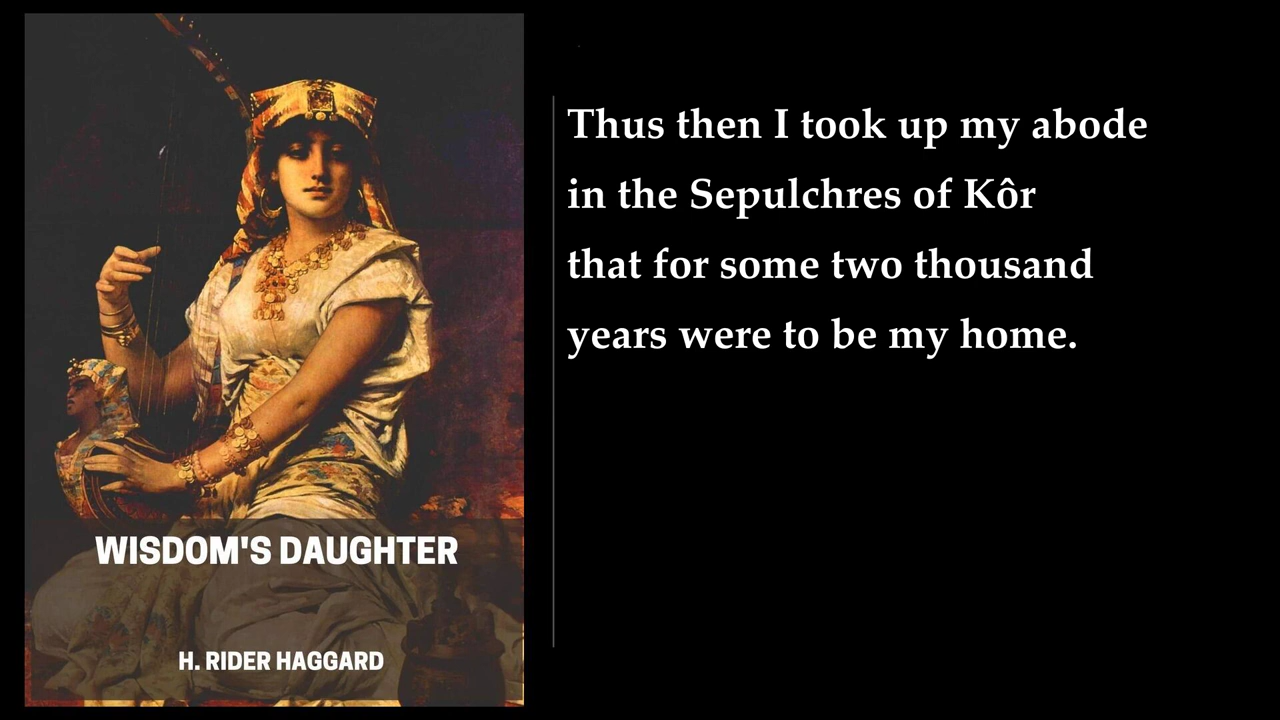 WISDOM'S DAUGHTER
H. RIDER HAGGARD
Thus then I took up my abode
in the Sepulchres of Kôr
that for some two thousand
years were to be my home.